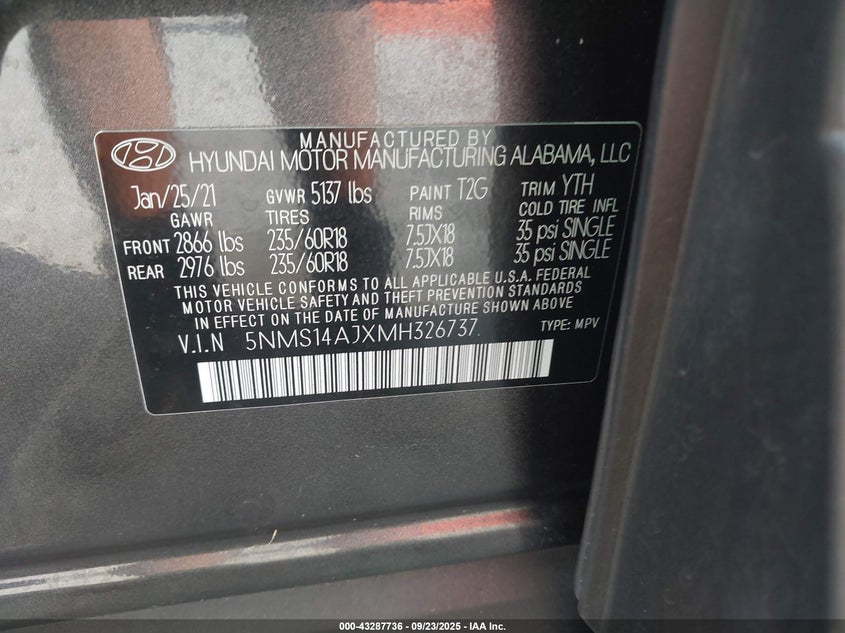 MANUFACTURED BY
HYUNDAI MOTOR MANUFACTURING ALABAMA, LLC
Jan/25/21 GVWR 5137 lbs PAINT T2G TRIM YTH
GAWR TIRES RIMS COLD TIRE INFL
FRONT 2866 lbs 235/60R18 7.5JX18 35 psi SINGLE
REAR 2976 lbs 235/60R18 7.5JX18 35 psi SINGLE
THIS VEHICLE CONFORMS TO ALL APPLICABLE U.S.A. FEDERAL
MOTOR VEHICLE SAFETY AND THEFT PREVENTION STANDARDS
IN EFFECT ON THE DATE OF MANUFACTURE SHOWN ABOVE
V.I.N 5NMS14AJXMH326737 TYPE: MPV
000-43287736 - 09/23/2025 - IAA Inc.